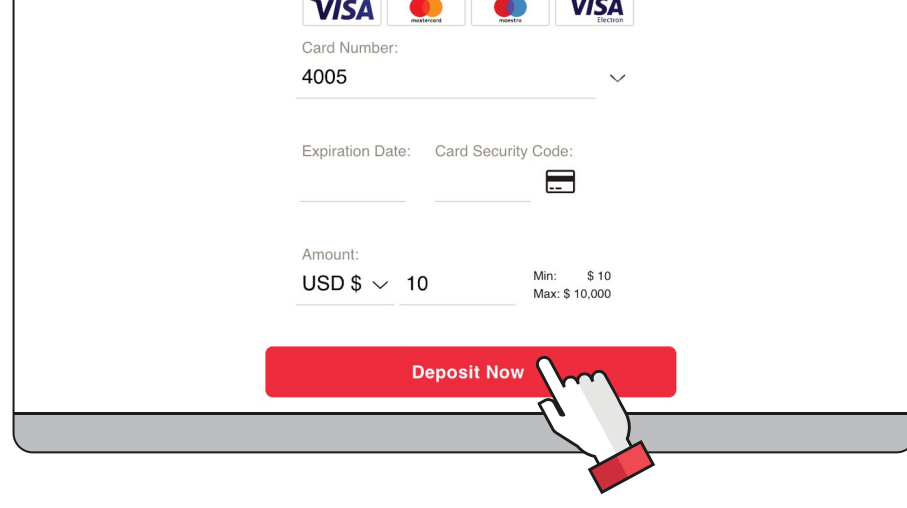 VISA mastercard maestro VISA Electron
Card Number:
4005
Expiration Date: Card Security Code:
Amount:
USD $ 10
Min: $ 10
Max: $ 10,000
Deposit Now